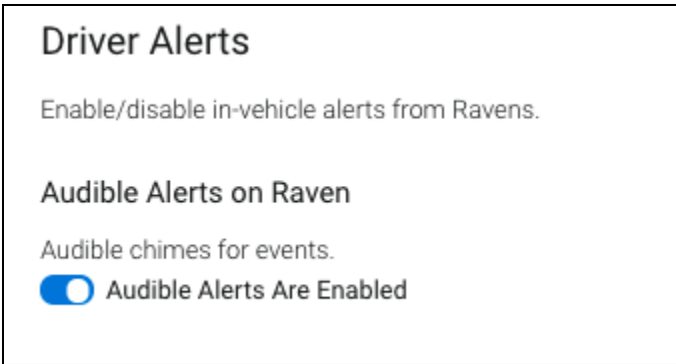 Driver Alerts
Enable/disable in-vehicle alerts from Ravens.
Audible Alerts on Raven
Audible chimes for events.
Audible Alerts Are Enabled